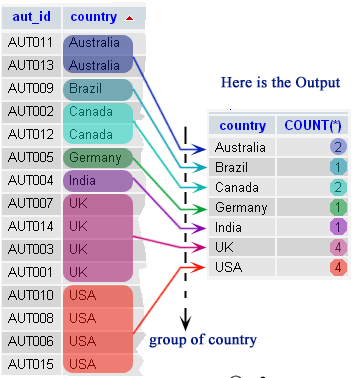 aut_id country
AUT011 Australia
AUT013 Australia
AUT009 Brazil
AUT002 Canada
AUT012 Canada
AUT005 Germany
AUT004 India
AUT007 UK
AUT014 UK
AUT003 UK
AUT001 UK
AUT010 USA
AUT008 USA
AUT006 USA
AUT015 USA
Here is the Output
country COUNT(*)
Australia 2
Brazil 1
Canada 2
Germany 1
India 1
UK 4
USA 4
group of country